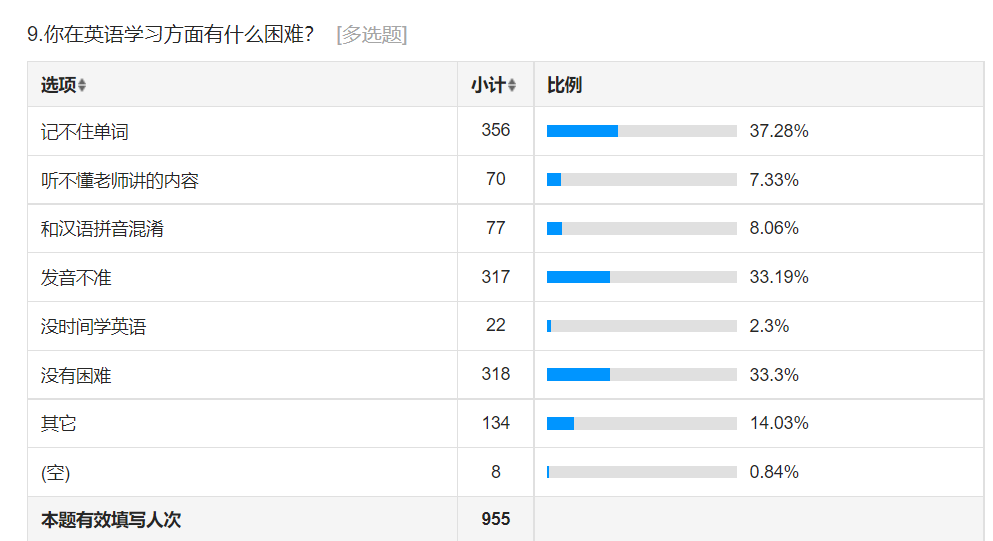 9.你在英语学习方面有什么困难？ [多选题]
选项 小计 比例
记不住单词 356 37.28%
听不懂老师讲的内容 70 7.33%
和汉语拼音混淆 77 8.06%
发音不准 317 33.19%
没时间学英语 22 2.3%
没有困难 318 33.3%
其它 134 14.03%
(空) 8 0.84%
本题有效填写人次 955